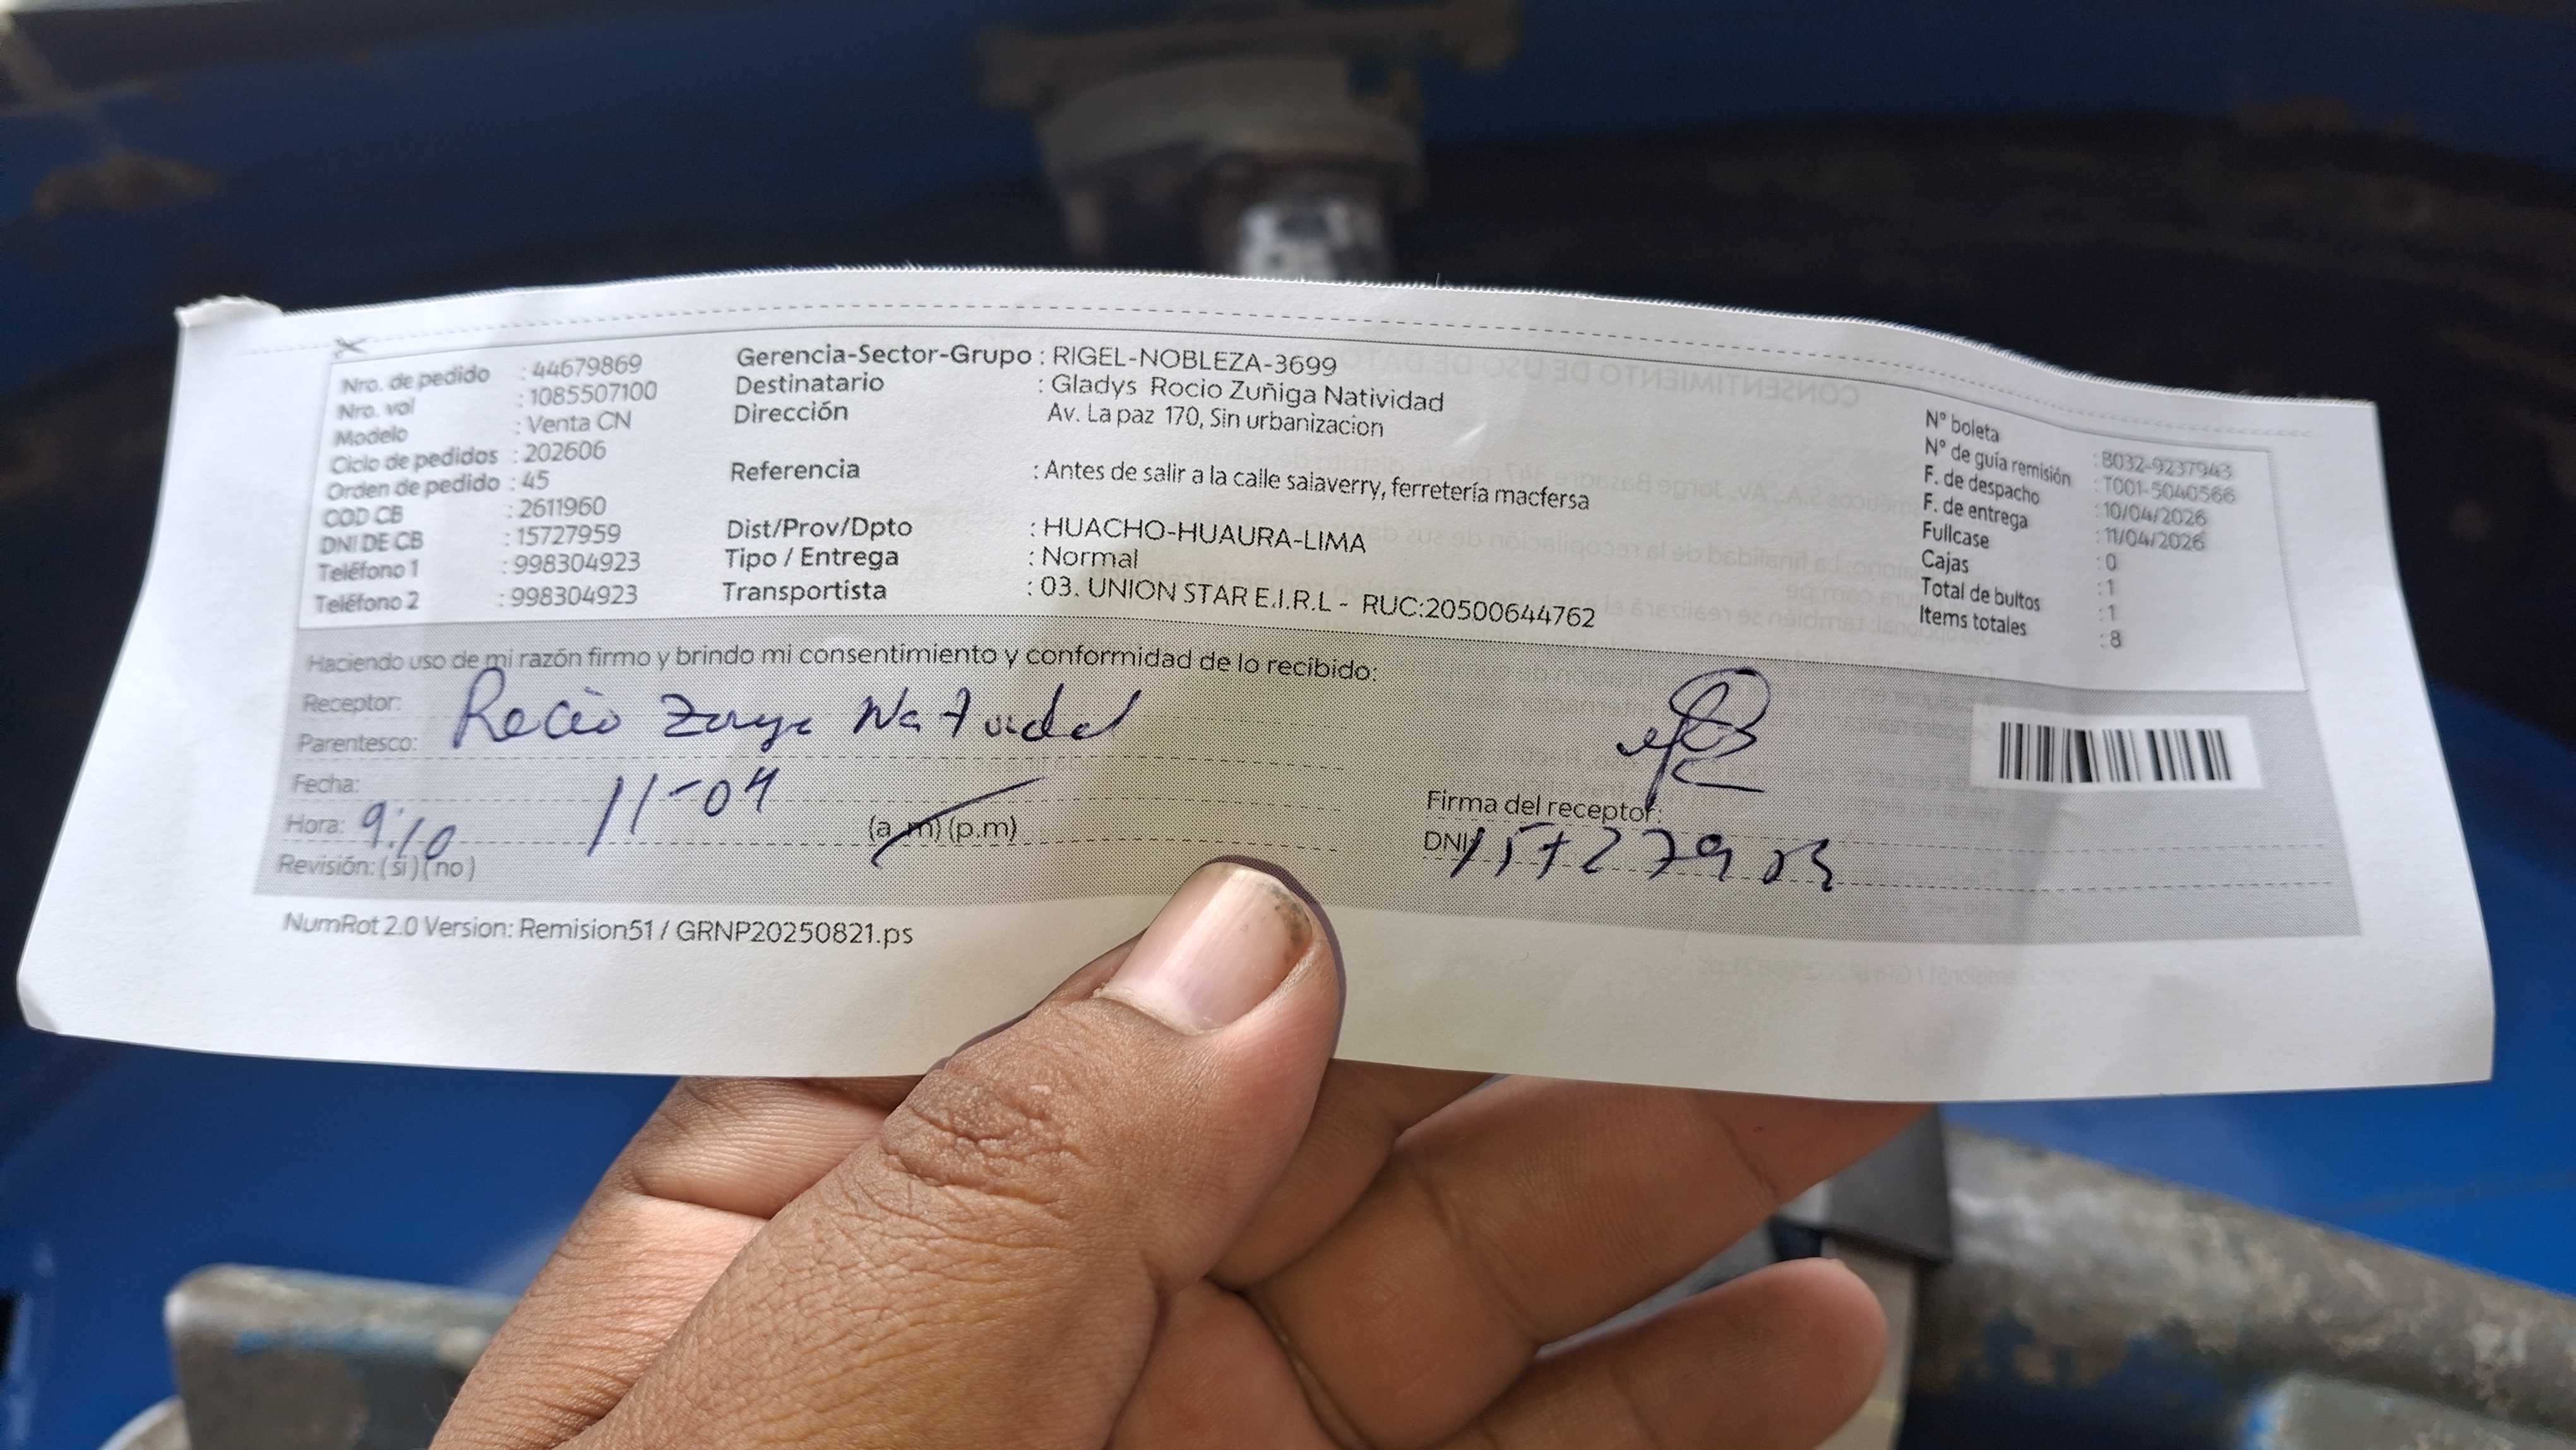 Nro. de pedido : 44679869
Nro. vol : 1085507100
Modelo : Venta CN
Ciclo de pedidos : 202606
Orden de pedido : 45
COD CB : 2611960
DNI DE CB : 15727959
Teléfono 1 : 998304923
Teléfono 2 : 998304923
Gerencia-Sector-Grupo : RIGEL-NOBLEZA-3699
Destinatario : Gladys Rocio Zuñiga Natividad
Dirección Av. La paz 170, Sin urbanizacion
Referencia : Antes de salir a la calle salaverry, ferretería macfersa
Dist/Prov/Dpto : HUACHO-HUAURA-LIMA
Tipo / Entrega : Normal
Transportista : 03. UNION STAR E.I.R.L - RUC:20500644762
N° boleta : B032-9237943
N° de guía remisión : T001-5040566
F. de despacho : 10/04/2026
F. de entrega : 11/04/2026
Fullcase : 0
Cajas : 1
Total de bultos : 1
Items totales : 8
Haciendo uso de mi razón firmo y brindo mi consentimiento y conformidad de lo recibido:
Receptor: Rocio
Parentesco:
Fecha: 11-04
Hora: 9:10 (a.m) (p.m)
Revisión: (si) (no)
Firma del receptor:
DNI
NumRot 2.0 Version: Remision51 / GRNP20250821.ps